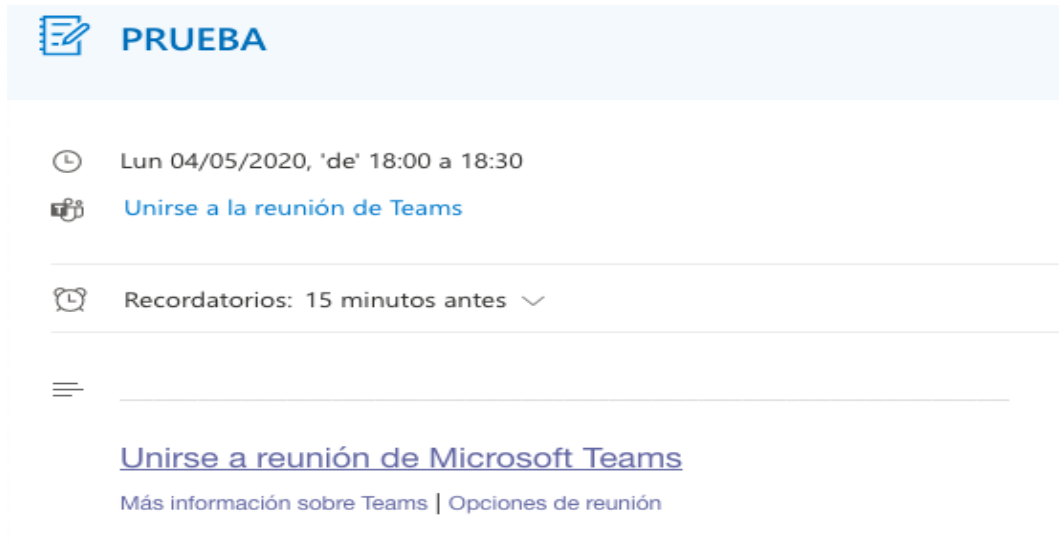 PRUEBA
Lun 04/05/2020, 'de' 18:00 a 18:30
Unirse a la reunión de Teams
Recordatorios: 15 minutos antes
Unirse a reunión de Microsoft Teams
Más información sobre Teams | Opciones de reunión